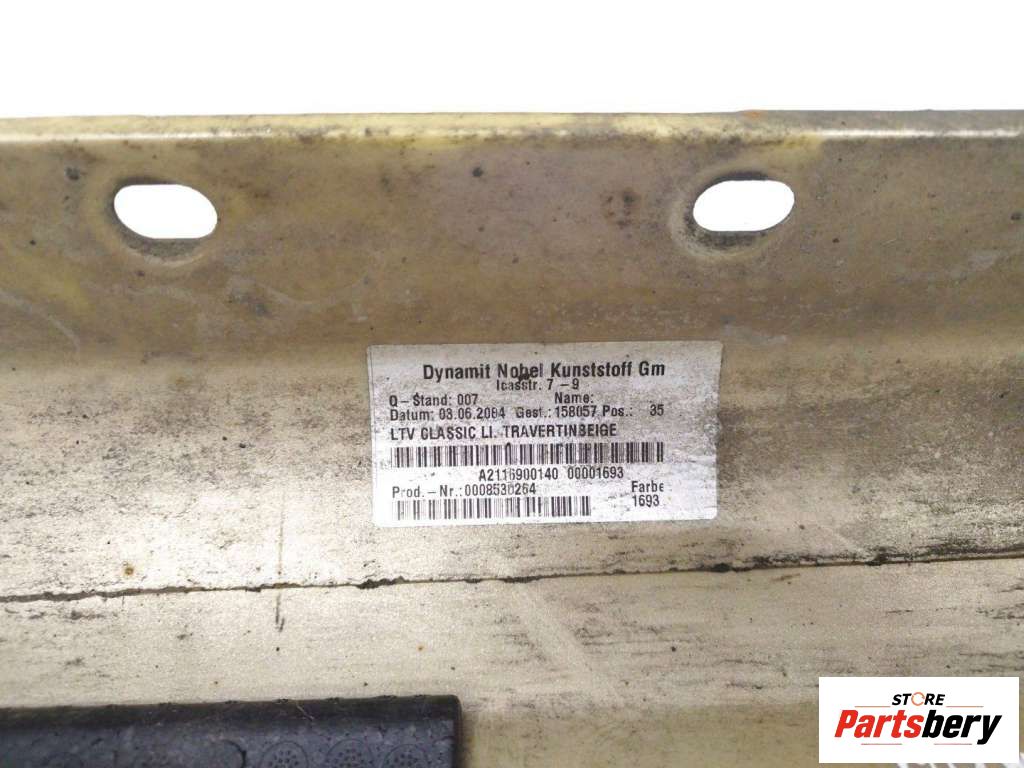 Dynamit Nobel Kunststoff Gm
Icasstr. 7 – 9
Q – Stand: 007 Name:
Datum: 03.06.2004 Gest.: 158057 Pos.: 35
LTV CLASSIC LI. TRAVERTINBEIGE
A2116900140 00001693
Prod. – Nr.: 0008530264 Farbe
1693
STORE
Partsbery